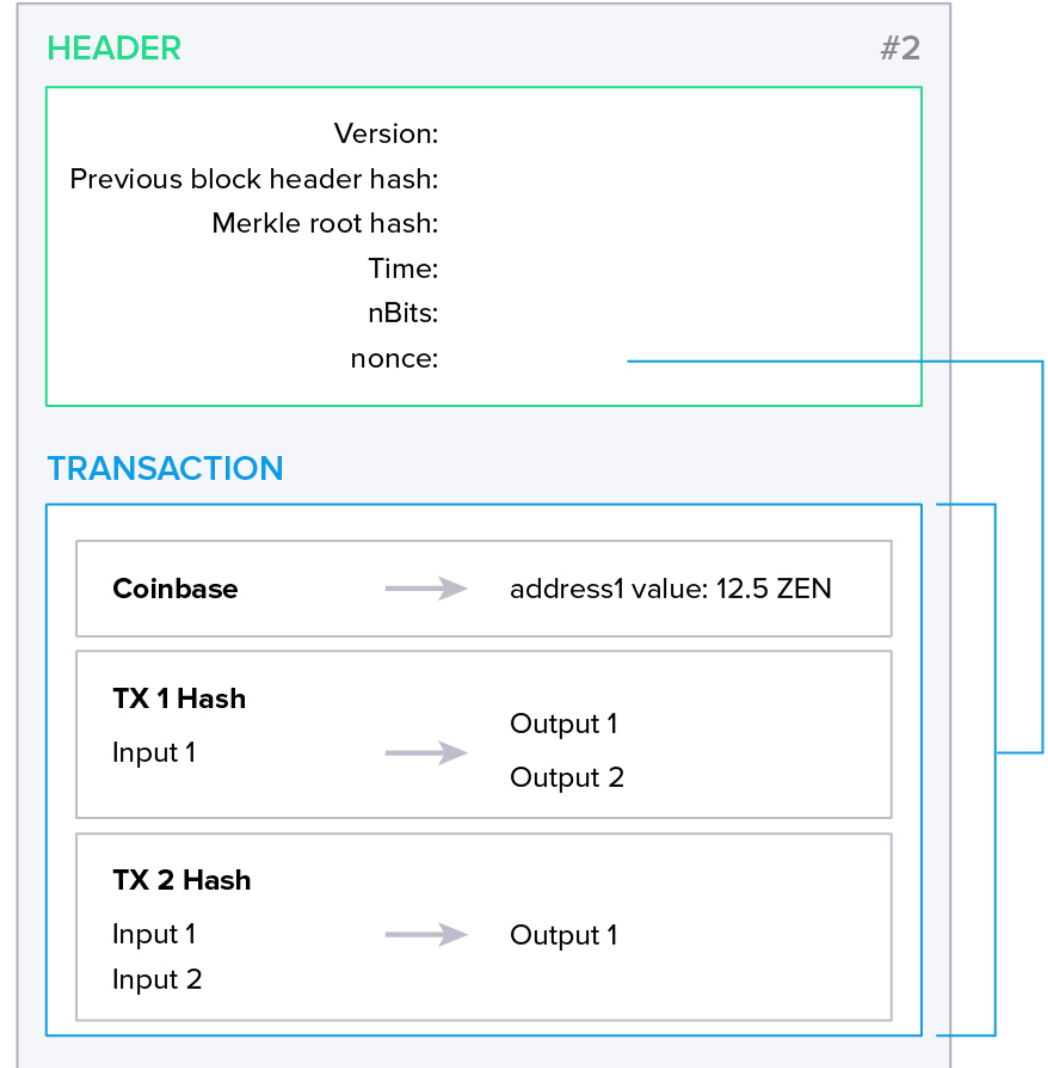 HEADER #2
Version:
Previous block header hash:
Merkle root hash:
Time:
nBits:
nonce:
TRANSACTION
Coinbase address1 value: 12.5 ZEN
TX 1 Hash
Input 1
Output 1
Output 2
TX 2 Hash
Input 1 Output 1
Input 2